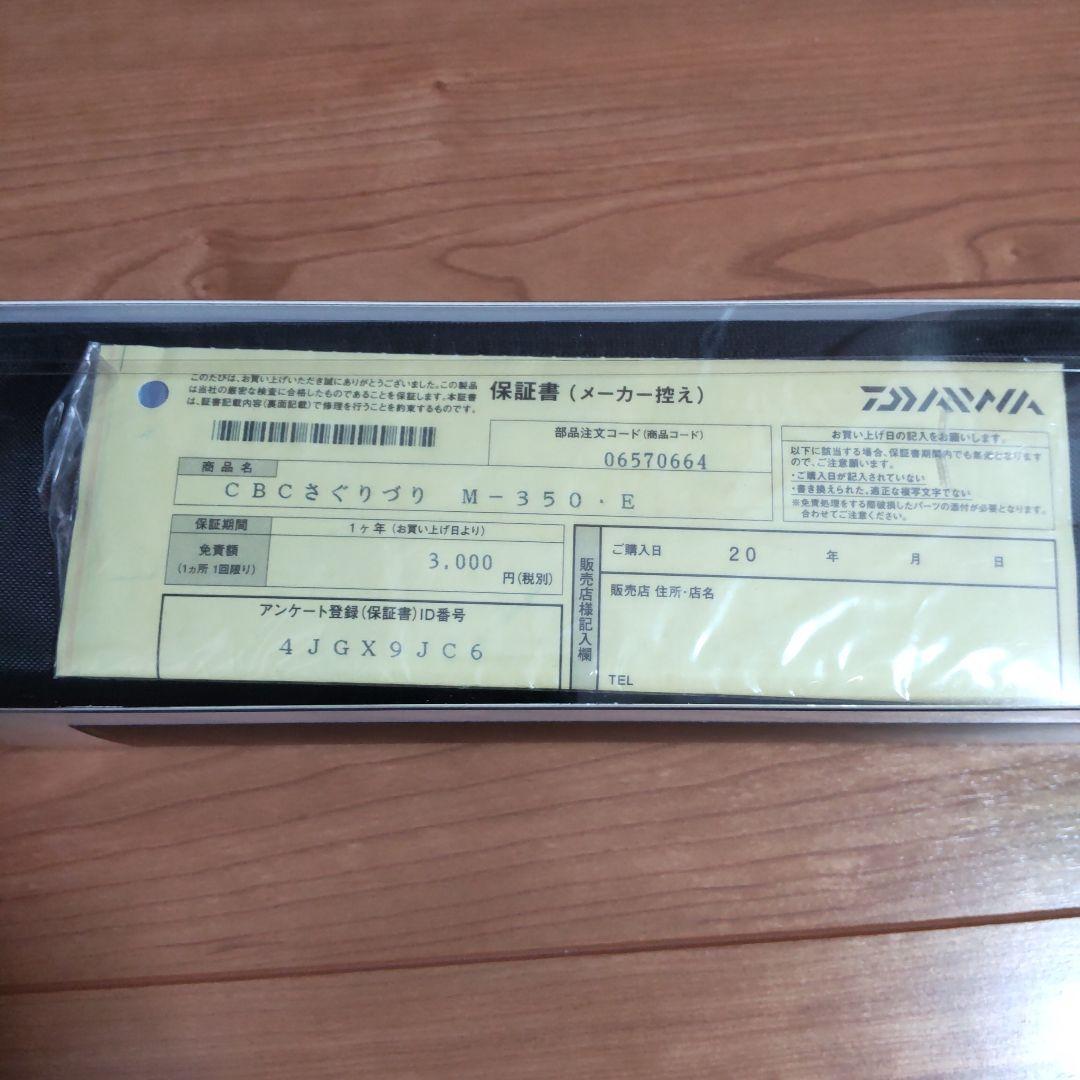 このたびは、お買い上げいただき誠にありがとうございました。この製品
は当社の厳密な検査に合格したものであることを保証します。本証書
は、証書記載内容(裏面記載)で修理を行うことを約束するものです。
保証書(メーカー控え)
DAIWA
部品注文コード(商品コード)
06570664
商品名
CBCさぐりづり M-350・E
お買い上げ日の記入をお願いします。
以下に該当する場合、保証書期間内でも無元となります
ので、ご注意願います。
・ご購入日が記入されていない
・書き換えられた、適正な複写文字でない
※免責処理をする際破損したパーツの添付が必要となります。
合わせてご注意ください。
保証期間
1ヶ年(お買い上げ日より)
免責額
(1ヵ所 1回限り)
3,000
円(税別)
アンケート登録(保証書)ID番号
4JGX9JC6
販売店様記入欄
ご購入日 20 年 月 日
販売店 住所・店名
TEL